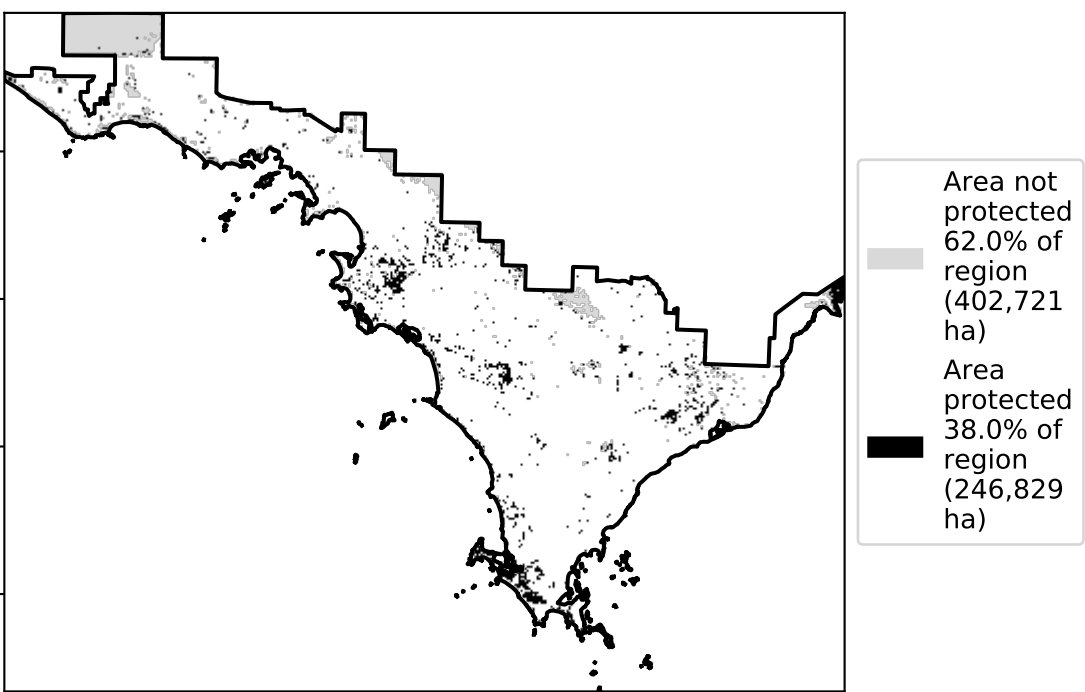 Area not
protected
62.0% of
region
(402,721
ha)
Area
protected
38.0% of
region
(246,829
ha)